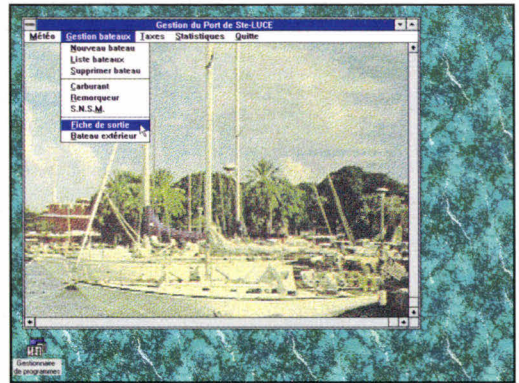 Gestion du Port de Ste-LUCE
Météo Gestion bateaux Taxes Statistiques Quitte
Nouveau bateau
Liste bateaux
Supprimer bateau
Carburant
Remorqueur
S.N.S.M.
Fiche de sortie
Bateau extérieur
Gestionnaire
de programmes